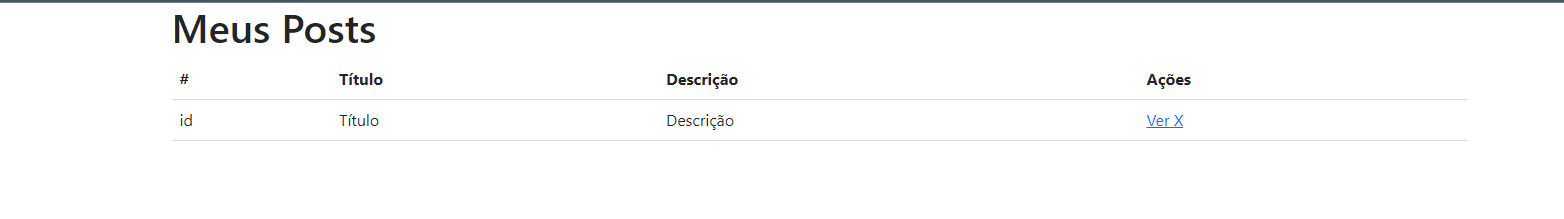 Meus Posts
# Título Descrição Ações
id Título Descrição Ver X